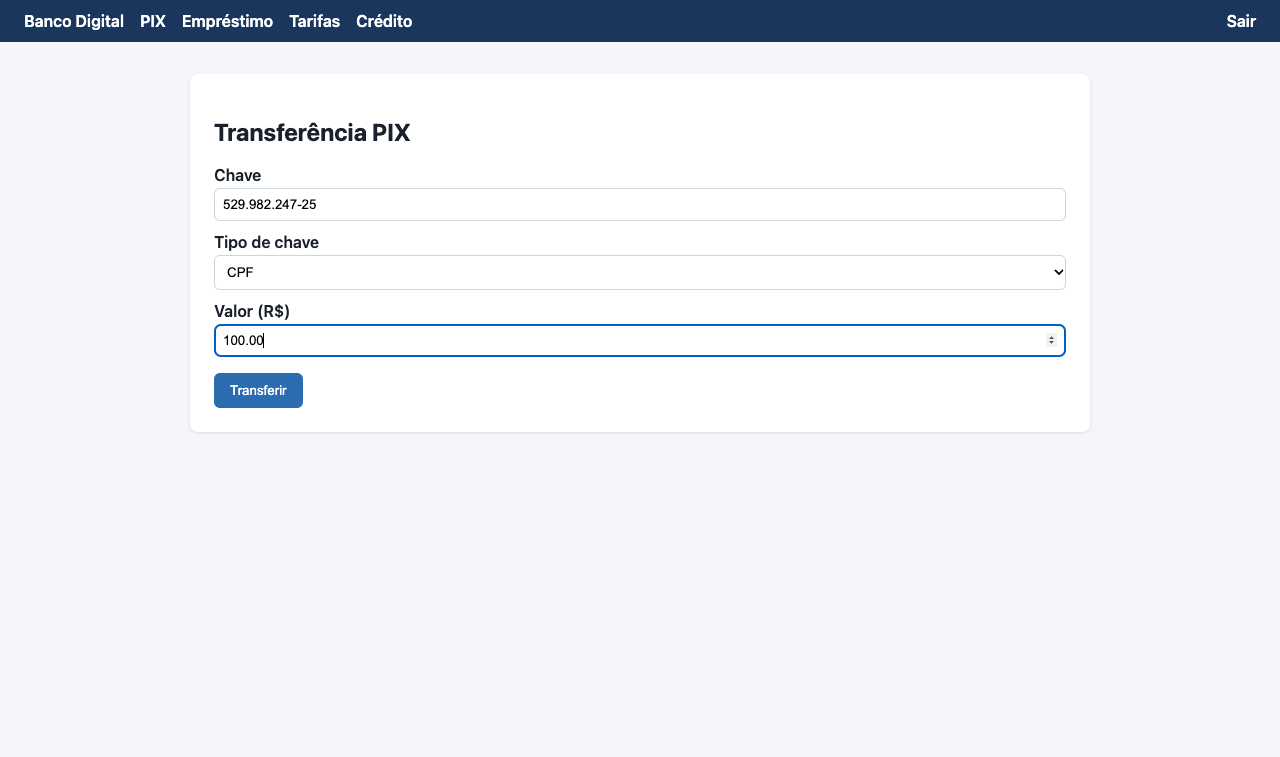 Banco Digital PIX Empréstimo Tarifas Crédito Sair
Transferência PIX
Chave
529.982.247-25
Tipo de chave
CPF
Valor (R$)
100.00
Transferir